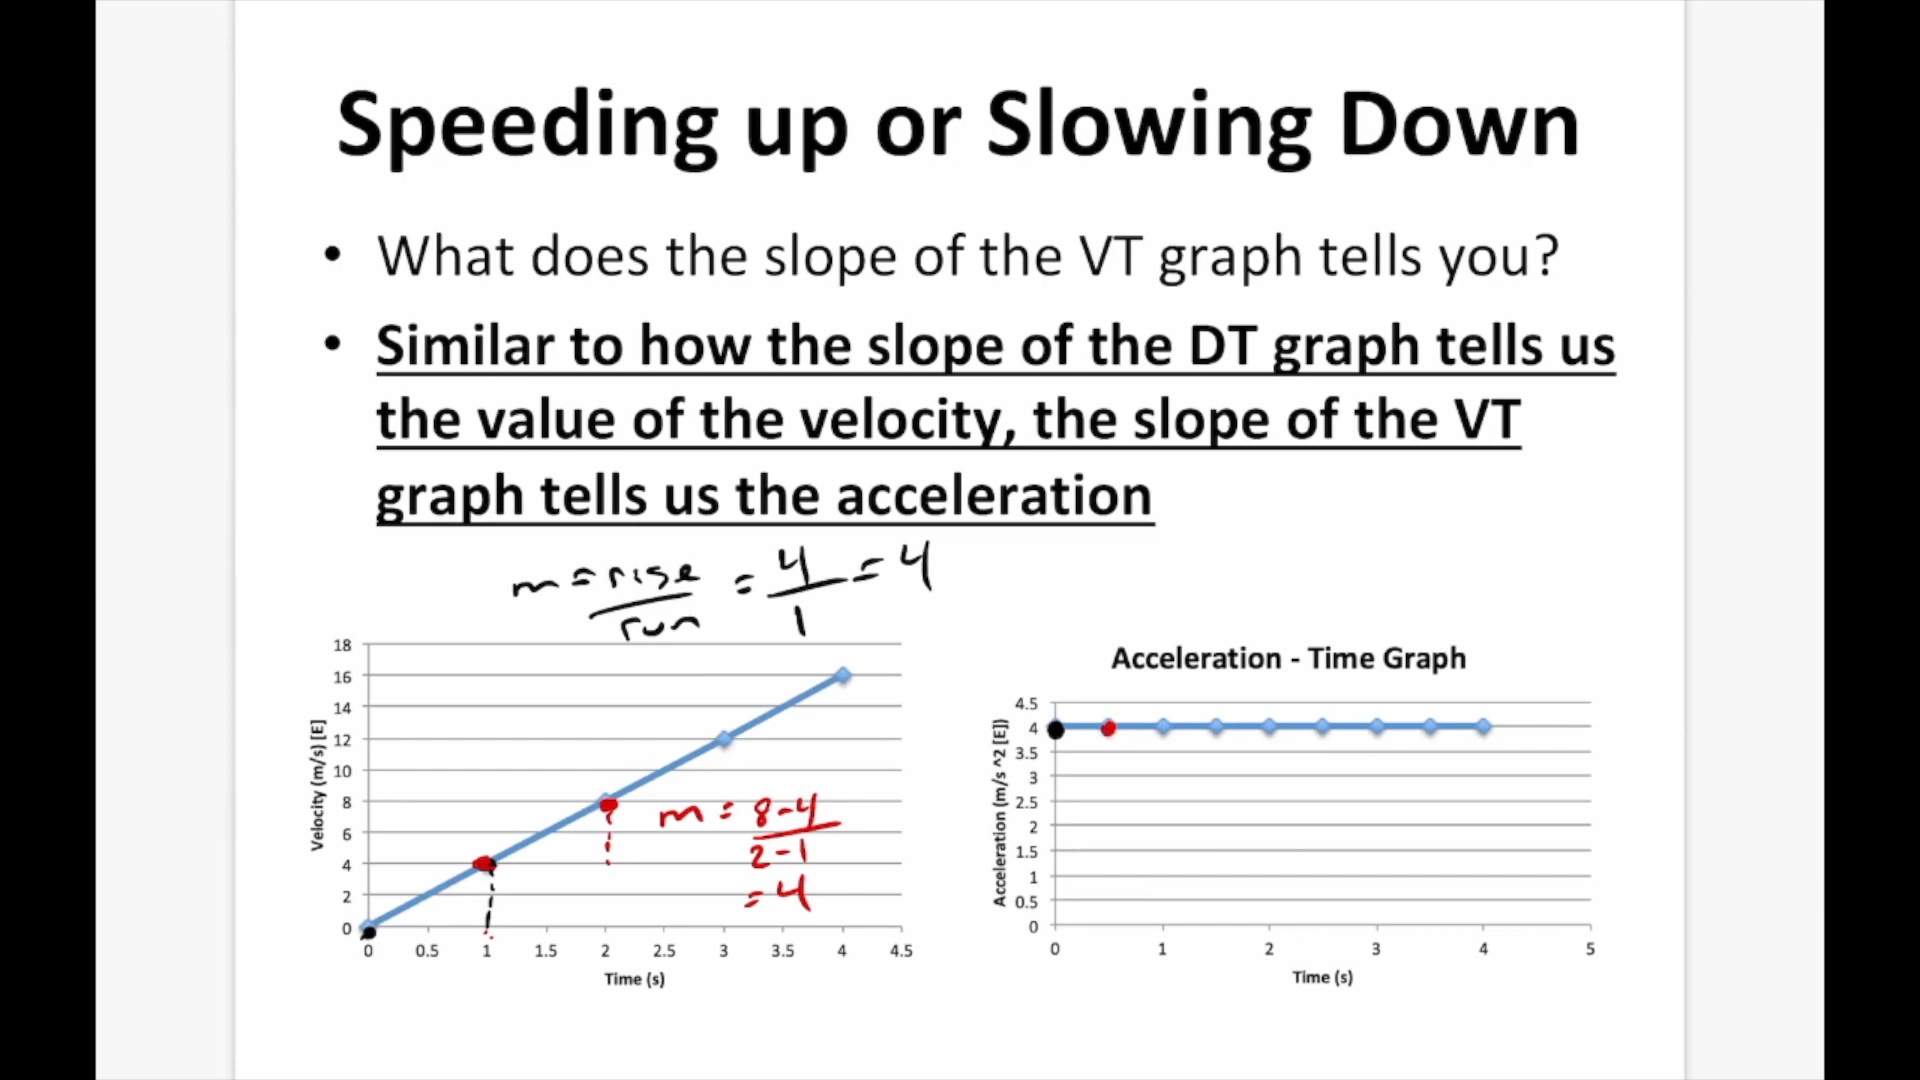 Speeding up or Slowing Down
• What does the slope of the VT graph tells you?
• Similar to how the slope of the DT graph tells us
the value of the velocity, the slope of the VT
graph tells us the acceleration
m = rise/run = 4/1 = 4
Velocity (m/s) [E]
18
16
14
12
10
8
6
4
2
0
0 0.5 1 1.5 2 2.5 3 3.5 4 4.5
Time (s)
m = 8-4
2-1
= 4
Acceleration - Time Graph
Acceleration (m/s ^2 [E])
4.5
4
3.5
3
2.5
2
1.5
1
0.5
0
0 1 2 3 4 5
Time (s)